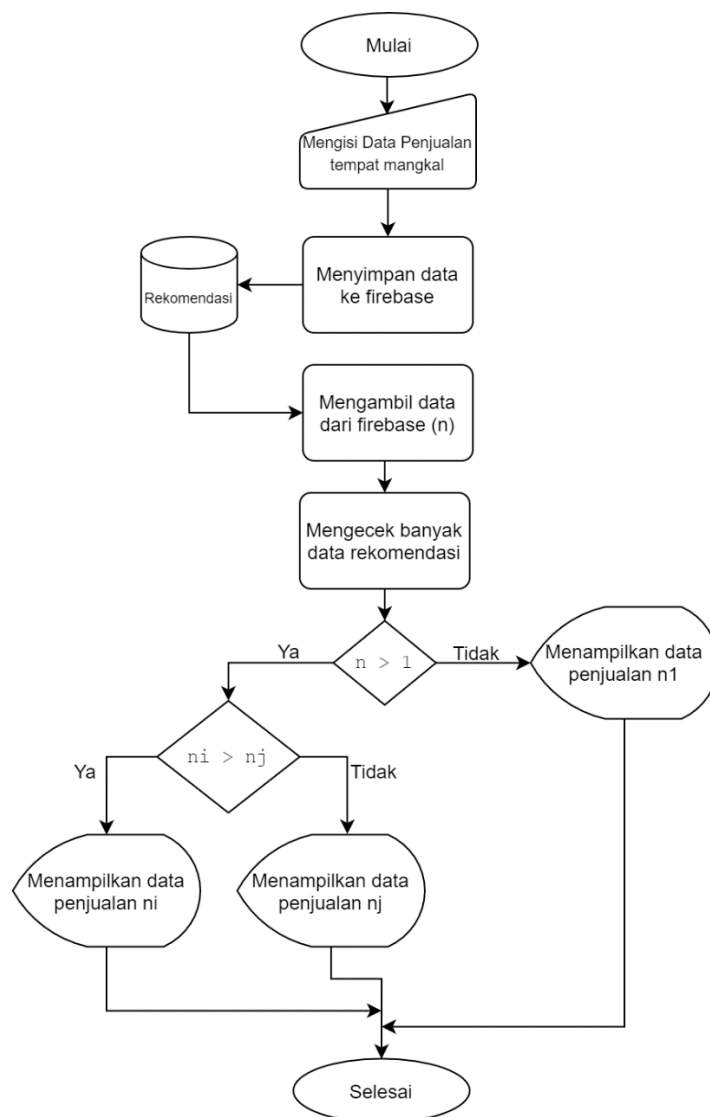 Mulai
Mengisi Data Penjualan
tempat mangkal
Menyimpan data
ke firebase
Rekomendasi
Mengambil data
dari firebase (n)
Mengecek banyak
data rekomendasi
Ya
n > 1
Tidak
Menampilkan data
penjualan n1
Ya
ni > nj
Tidak
Menampilkan data
penjualan ni
Menampilkan data
penjualan nj
Selesai